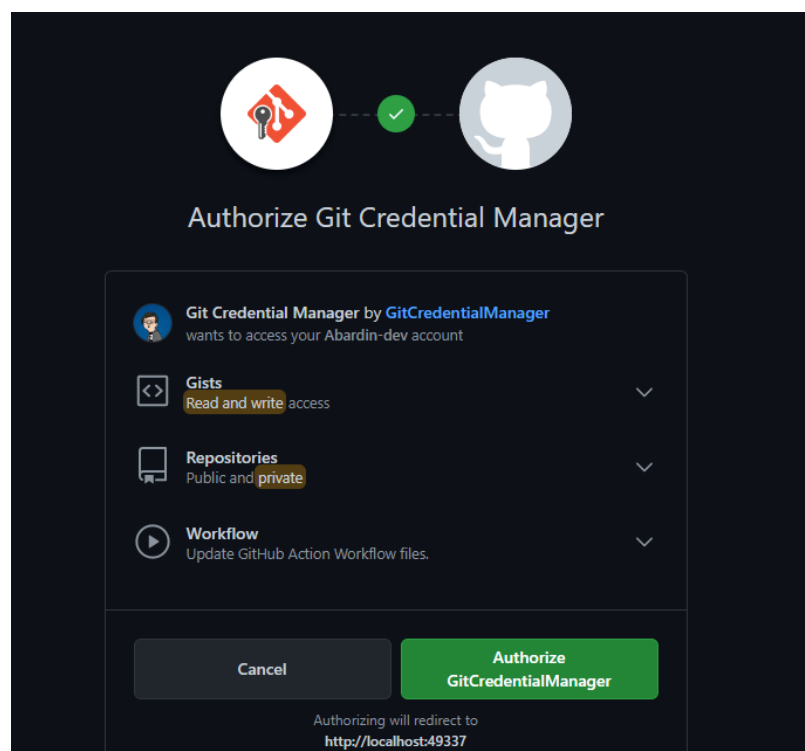 Authorize Git Credential Manager
Git Credential Manager by GitCredentialManager
wants to access your Abardin-dev account
Gists
Read and write access
Repositories
Public and private
Workflow
Update GitHub Action Workflow files.
Cancel
Authorize
GitCredentialManager
Authorizing will redirect to
http://localhost:49337